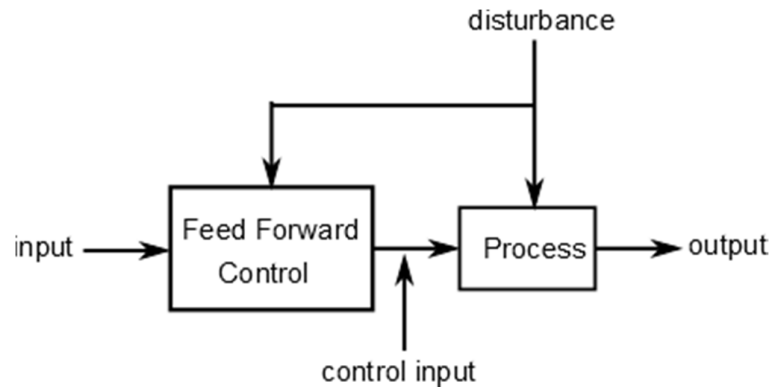 disturbance
Feed Forward
Control
input
Process
output
control input